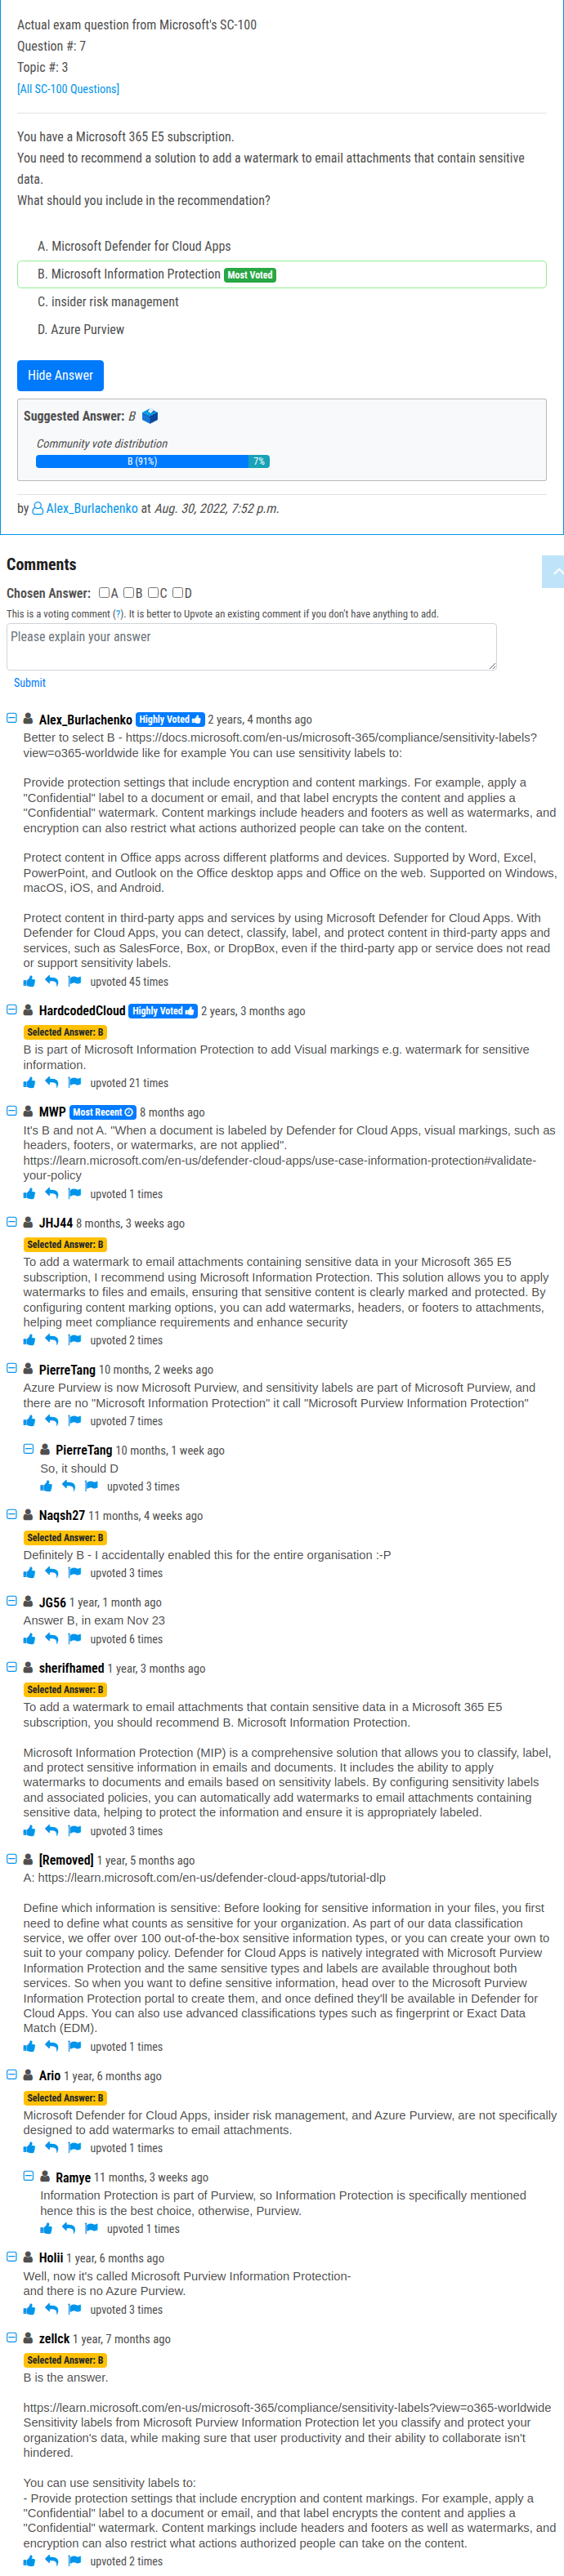 Actual exam question from Microsoft's SC-100
Question #: 7
Topic #: 3
[All SC-100 Questions]
You have a Microsoft 365 E5 subscription.
You need to recommend a solution to add a watermark to email attachments that contain sensitive
data.
What should you include in the recommendation?
A. Microsoft Defender for Cloud Apps
B. Microsoft Information Protection Most Voted
C. insider risk management
D. Azure Purview
Hide Answer
Suggested Answer: B
Community vote distribution
B (91%) 7%
by Alex_Burlachenko at Aug. 30, 2022, 7:52 p.m.
Comments
Chosen Answer: A B C D
This is a voting comment (?). It is better to Upvote an existing comment if you don't have anything to add.
Please explain your answer
Submit
Alex_Burlachenko Highly Voted 2 years, 4 months ago
Better to select B - https://docs.microsoft.com/en-us/microsoft-365/compliance/sensitivity-labels?
view=o365-worldwide like for example You can use sensitivity labels to:
Provide protection settings that include encryption and content markings. For example, apply a
"Confidential" label to a document or email, and that label encrypts the content and applies a
"Confidential" watermark. Content markings include headers and footers as well as watermarks, and
encryption can also restrict what actions authorized people can take on the content.
Protect content in Office apps across different platforms and devices. Supported by Word, Excel,
PowerPoint, and Outlook on the Office desktop apps and Office on the web. Supported on Windows,
macOS, iOS, and Android.
Protect content in third-party apps and services by using Microsoft Defender for Cloud Apps. With
Defender for Cloud Apps, you can detect, classify, label, and protect content in third-party apps and
services, such as SalesForce, Box, or DropBox, even if the third-party app or service does not read
or support sensitivity labels.
upvoted 45 times
HardcodedCloud Highly Voted 2 years, 3 months ago
Selected Answer: B
B is part of Microsoft Information Protection to add Visual markings e.g. watermark for sensitive
information.
upvoted 21 times
MWP Most Recent 8 months ago
It's B and not A. "When a document is labeled by Defender for Cloud Apps, visual markings, such as
headers, footers, or watermarks, are not applied".
https://learn.microsoft.com/en-us/defender-cloud-apps/use-case-information-protection#validate-
your-policy
upvoted 1 times
JHJ44 8 months, 3 weeks ago
Selected Answer: B
To add a watermark to email attachments containing sensitive data in your Microsoft 365 E5
subscription, I recommend using Microsoft Information Protection. This solution allows you to apply
watermarks to files and emails, ensuring that sensitive content is clearly marked and protected. By
configuring content marking options, you can add watermarks, headers, or footers to attachments,
helping meet compliance requirements and enhance security
upvoted 2 times
PierreTang 10 months, 2 weeks ago
Azure Purview is now Microsoft Purview, and sensitivity labels are part of Microsoft Purview, and
there are no "Microsoft Information Protection" it call "Microsoft Purview Information Protection"
upvoted 7 times
PierreTang 10 months, 1 week ago
So, it should D
upvoted 3 times
Naqsh27 11 months, 4 weeks ago
Selected Answer: B
Definitely B - I accidentally enabled this for the entire organisation :-P
upvoted 3 times
JG56 1 year, 1 month ago
Answer B, in exam Nov 23
upvoted 6 times
sherifhamed 1 year, 3 months ago
Selected Answer: B
To add a watermark to email attachments that contain sensitive data in a Microsoft 365 E5
subscription, you should recommend B. Microsoft Information Protection.
Microsoft Information Protection (MIP) is a comprehensive solution that allows you to classify, label,
and protect sensitive information in emails and documents. It includes the ability to apply
watermarks to documents and emails based on sensitivity labels. By configuring sensitivity labels
and associated policies, you can automatically add watermarks to email attachments containing
sensitive data, helping to protect the information and ensure it is appropriately labeled.
upvoted 3 times
[Removed] 1 year, 5 months ago
A: https://learn.microsoft.com/en-us/defender-cloud-apps/tutorial-dlp
Define which information is sensitive: Before looking for sensitive information in your files, you first
need to define what counts as sensitive for your organization. As part of our data classification
service, we offer over 100 out-of-the-box sensitive information types, or you can create your own to
suit to your company policy. Defender for Cloud Apps is natively integrated with Microsoft Purview
Information Protection and the same sensitive types and labels are available throughout both
services. So when you want to define sensitive information, head over to the Microsoft Purview
Information Protection portal to create them, and once defined they'll be available in Defender for
Cloud Apps. You can also use advanced classifications types such as fingerprint or Exact Data
Match (EDM).
upvoted 1 times
Ario 1 year, 6 months ago
Selected Answer: B
Microsoft Defender for Cloud Apps, insider risk management, and Azure Purview, are not specifically
designed to add watermarks to email attachments.
upvoted 1 times
Ramye 11 months, 3 weeks ago
Information Protection is part of Purview, so Information Protection is specifically mentioned
hence this is the best choice, otherwise, Purview.
upvoted 1 times
Holii 1 year, 6 months ago
Well, now it's called Microsoft Purview Information Protection-
and there is no Azure Purview.
upvoted 3 times
zellck 1 year, 7 months ago
Selected Answer: B
B is the answer.
https://learn.microsoft.com/en-us/microsoft-365/compliance/sensitivity-labels?view=o365-worldwide
Sensitivity labels from Microsoft Purview Information Protection let you classify and protect your
organization's data, while making sure that user productivity and their ability to collaborate isn't
hindered.
You can use sensitivity labels to:
- Provide protection settings that include encryption and content markings. For example, apply a
"Confidential" label to a document or email, and that label encrypts the content and applies a
"Confidential" watermark. Content markings include headers and footers as well as watermarks, and
encryption can also restrict what actions authorized people can take on the content.
upvoted 2 times